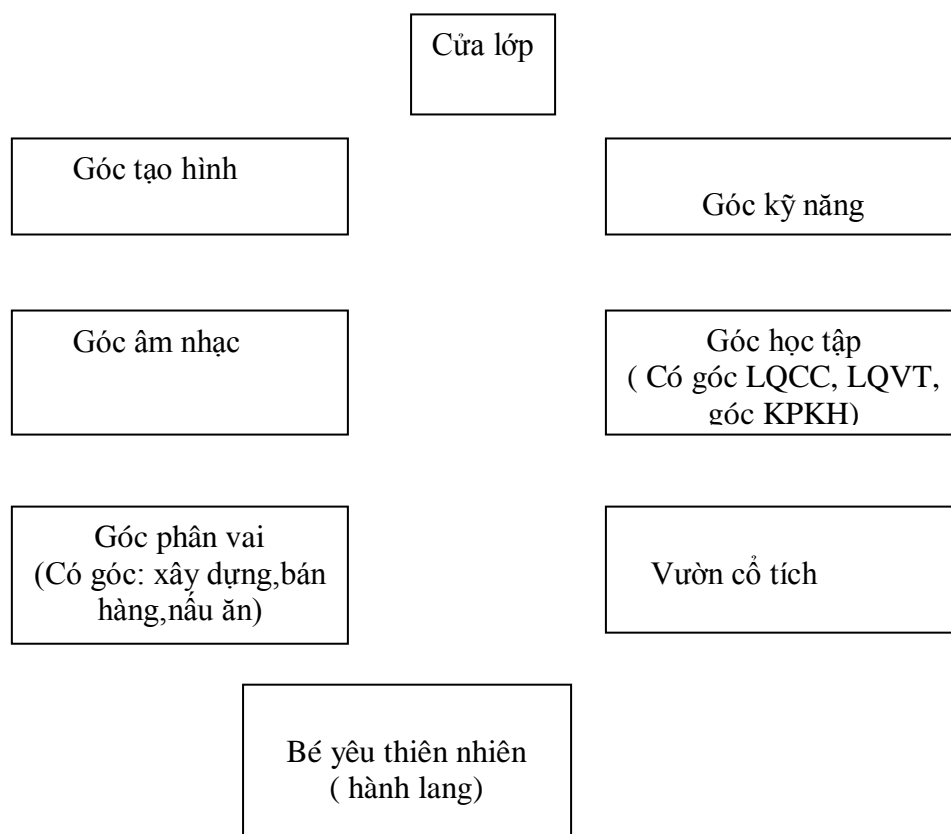 Cửa lớp
Góc tạo hình
Góc kỹ năng
Góc âm nhạc
Góc học tập
( Có góc LQCC, LQVT,
góc KPKH)
Góc phân vai
(Có góc: xây dựng,bán
hàng,nấu ăn)
Vườn cổ tích
Bé yêu thiên nhiên
( hành lang)